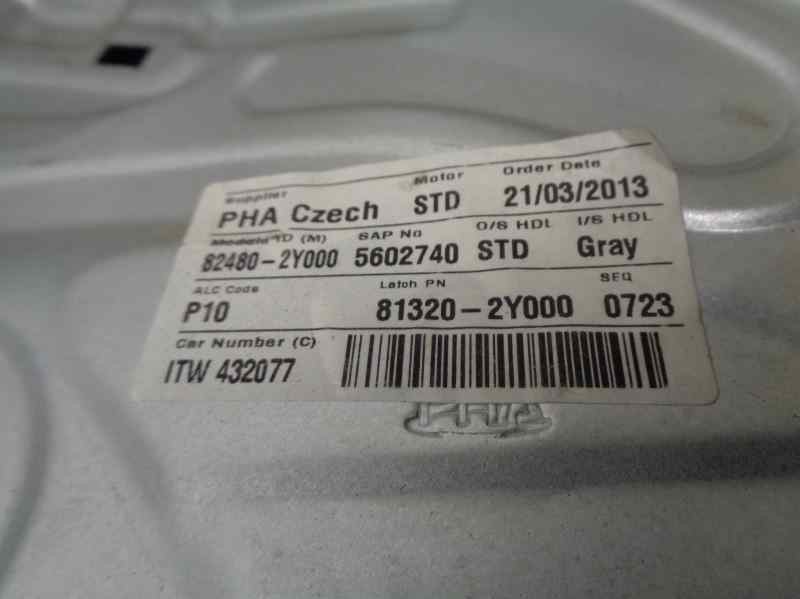 Supplier Motor Order Date
PHA Czech STD 21/03/2013
Module ID (M) SAP No O/S HDL I/S HDL
82480-2Y000 5602740 STD Gray
ALC Code Latch PN SEQ
P10 81320-2Y000 0723
Car Number (C)
ITW 432077
PHA